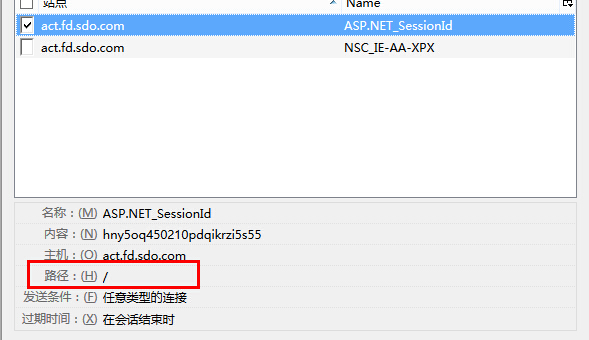 站点 Name
act.fd.sdo.com ASP.NET_SessionId
act.fd.sdo.com NSC_IE-AA-XPX
名称：(M) ASP.NET_SessionId
内容：(N) hny5oq450210pdqikrzi5s55
主机：(O) act.fd.sdo.com
路径：(H) /
发送条件：(F) 任意类型的连接
过期时间：(X) 在会话结束时